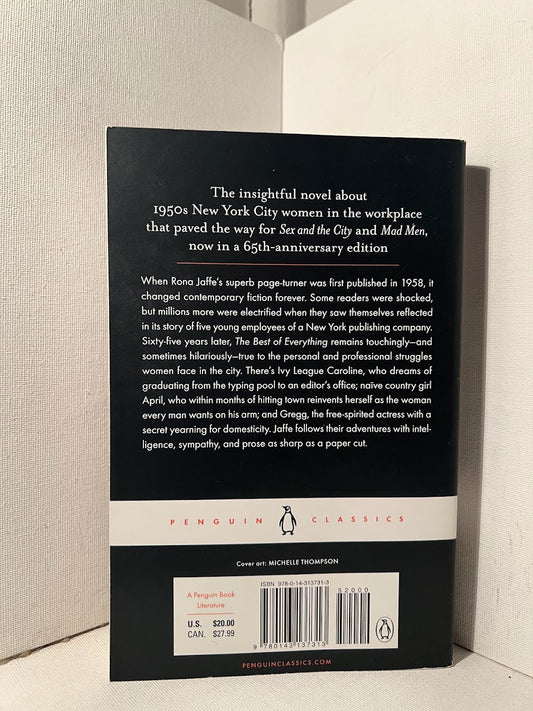 The insightful novel about
1950s New York City women in the workplace
that paved the way for Sex and the City and Mad Men,
now in a 65th-anniversary edition
When Rona Jaffe's superb page-turner was first published in 1958, it
changed contemporary fiction forever. Some readers were shocked,
but millions more were electrified when they saw themselves reflected
in its story of five young employees of a New York publishing company.
Sixty-five years later, The Best of Everything remains touchingly—and
sometimes hilariously—true to the personal and professional struggles
women face in the city. There's Ivy League Caroline, who dreams of
graduating from the typing pool to an editor's office; naïve country girl
April, who within months of hitting town reinvents herself as the woman
every man wants on his arm; and Gregg, the free-spirited actress with a
secret yearning for domesticity. Jaffe follows their adventures with intel-
ligence, sympathy, and prose as sharp as a paper cut.
PENGUIN CLASSICS
Cover art: MICHELLE THOMPSON
ISBN 978-0-14-313731-3
52000
A Penguin Book
Literature
U.S. $20.00
CAN. $27.99
9 780143 137313
PENGUINCLASSICS.COM